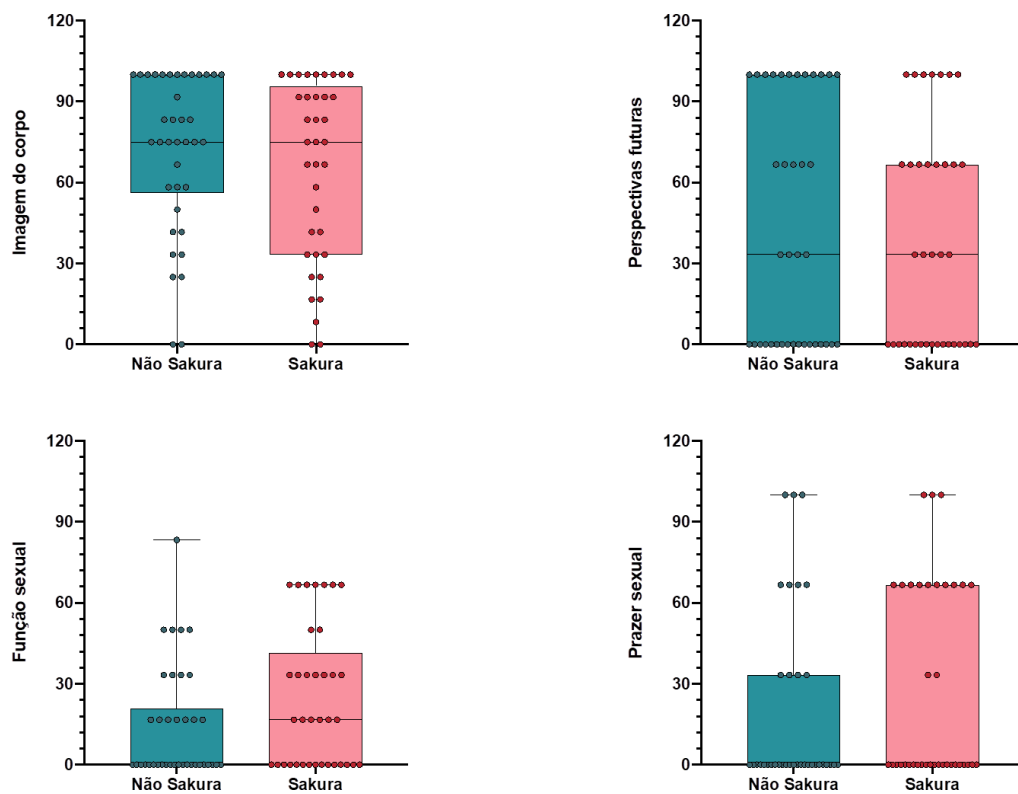 Imagem do corpo
120
90
60
30
0
Não Sakura
Sakura
Perspectivas futuras
120
90
60
30
0
Não Sakura
Sakura
Função sexual
120
90
60
30
0
Não Sakura
Sakura
Prazer sexual
120
90
60
30
0
Não Sakura
Sakura